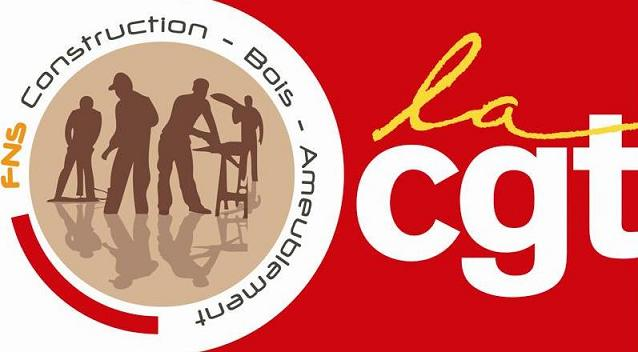 FNS Construction - Bois - Ameublement
la
cgt